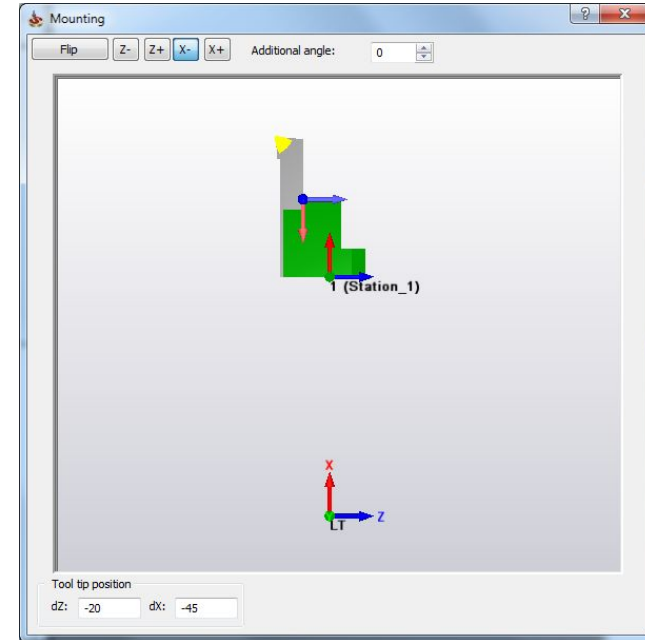 Mounting
Flip Z- Z+ X- X+ Additional angle: 0
1 (Station_1)
X
Z
LT
Tool tip position
dZ: -20 dX: -45